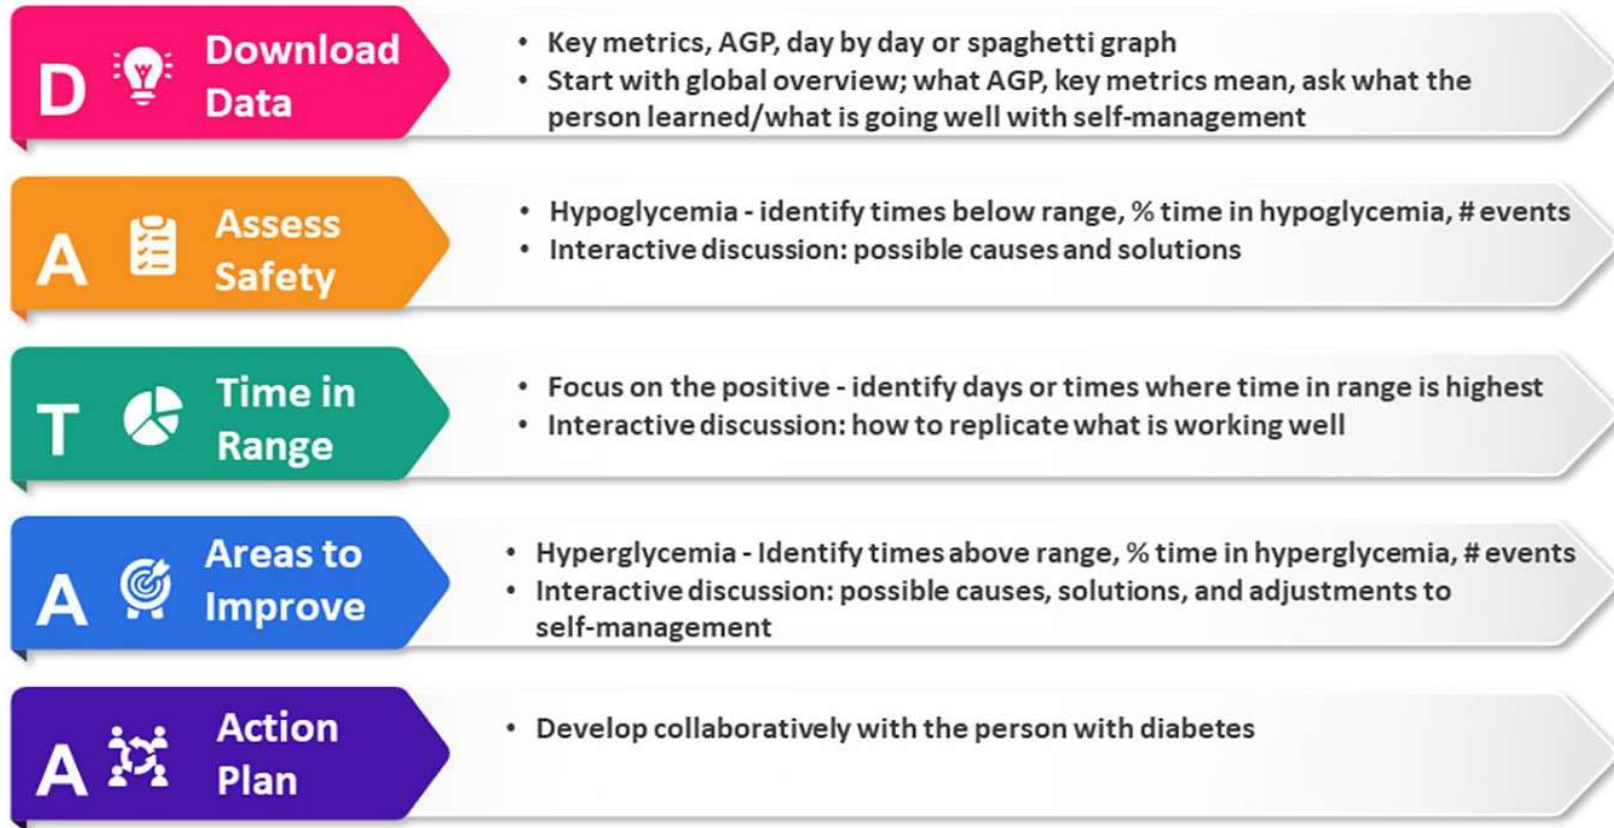 D
Download
Data
• Key metrics, AGP, day by day or spaghetti graph
• Start with global overview; what AGP, key metrics mean, ask what the
person learned/what is going well with self-management
A
Assess
Safety
• Hypoglycemia - identify times below range, % time in hypoglycemia, # events
• Interactive discussion: possible causes and solutions
T
Time in
Range
• Focus on the positive - identify days or times where time in range is highest
• Interactive discussion: how to replicate what is working well
A
Areas to
Improve
• Hyperglycemia - Identify times above range, % time in hyperglycemia, # events
• Interactive discussion: possible causes, solutions, and adjustments to
self-management
A
Action
Plan
• Develop collaboratively with the person with diabetes